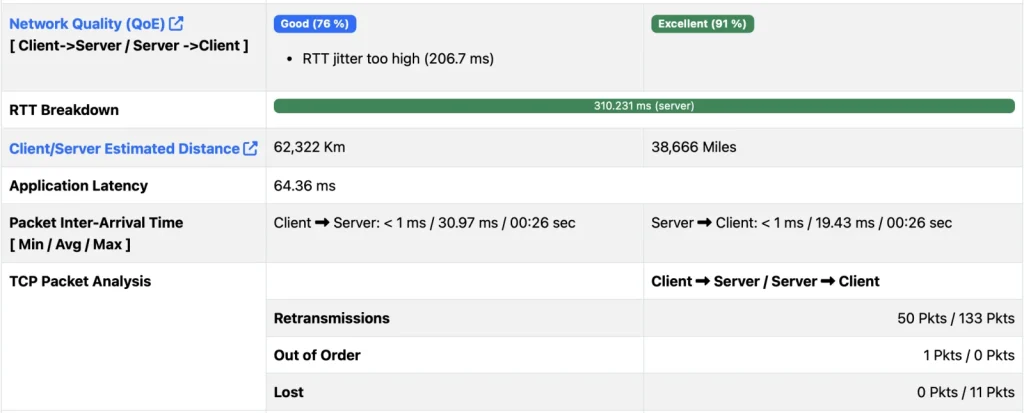 Network Quality (QoE)
[ Client->Server / Server ->Client ]
Good (76 %)
Excellent (91 %)
• RTT jitter too high (206.7 ms)
RTT Breakdown
310.231 ms (server)
Client/Server Estimated Distance
62,322 Km
38,666 Miles
Application Latency
64.36 ms
Packet Inter-Arrival Time
[ Min / Avg / Max ]
Client → Server: < 1 ms / 30.97 ms / 00:26 sec
Server → Client: < 1 ms / 19.43 ms / 00:26 sec
TCP Packet Analysis
Client → Server / Server → Client
Retransmissions
50 Pkts / 133 Pkts
Out of Order
1 Pkts / 0 Pkts
Lost
0 Pkts / 11 Pkts